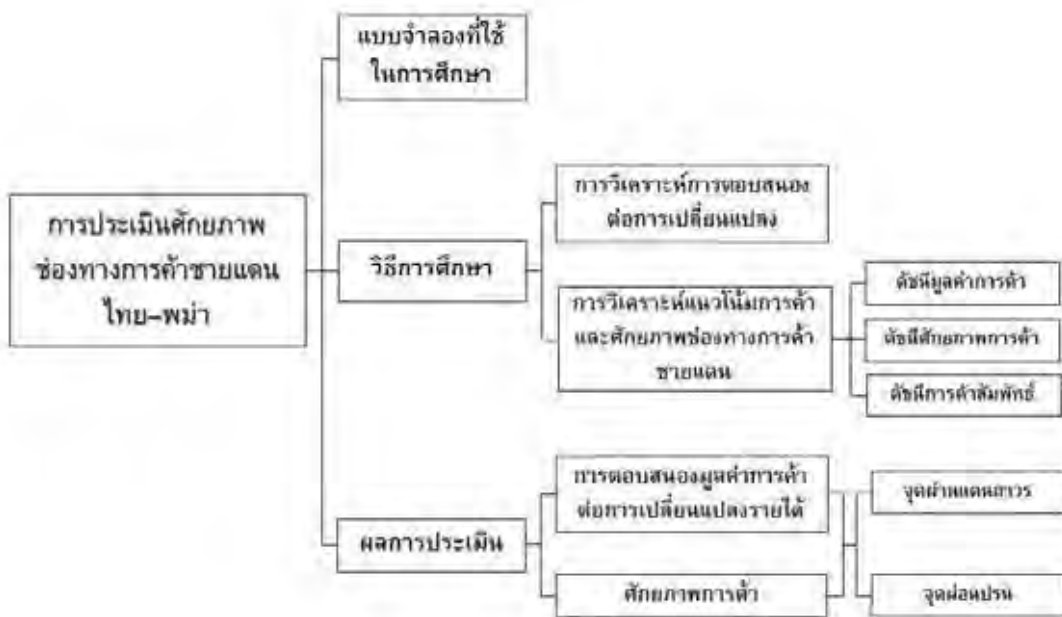 แบบจำลองที่ใช้
ในการศึกษา
การประเมินศักยภาพ
ช่องทางการค้าชายแดน
ไทย-พม่า
วิธีการศึกษา
การวิเคราะห์การตอบสนอง
ต่อการเปลี่ยนแปลง
การวิเคราะห์แนวโน้มการค้า
และศักยภาพช่องทางการค้า
ชายแดน
ดัชนีมูลค่าการค้า
ดัชนีศักยภาพการค้า
ดัชนีการค้าสัมพัทธ์
ผลการประเมิน
การตอบสนองมูลค่าการค้า
ต่อการเปลี่ยนแปลงรายได้
ศักยภาพการค้า
จุดผ่านแดนถาวร
จุดผ่อนปรน